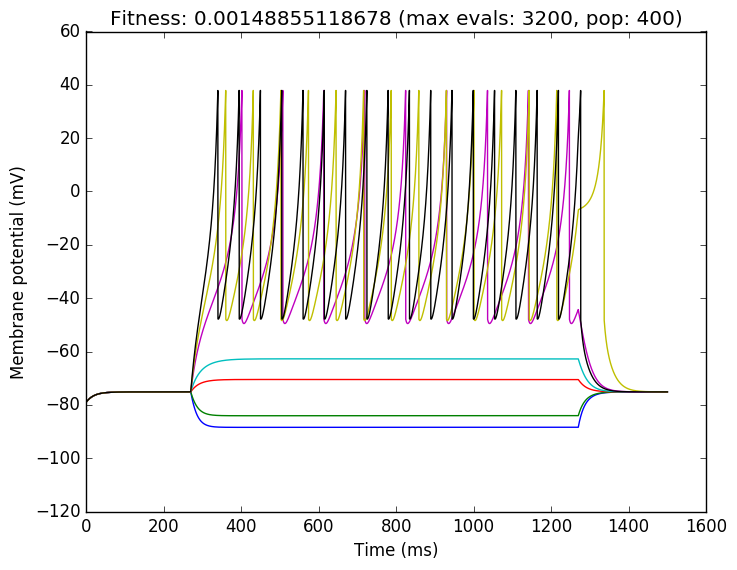 Fitness: 0.00148855118678 (max evals: 3200, pop: 400)
60
40
20
0
−20
−40
−60
−80
−100
−120
Membrane potential (mV)
0 200 400 600 800 1000 1200 1400 1600
Time (ms)